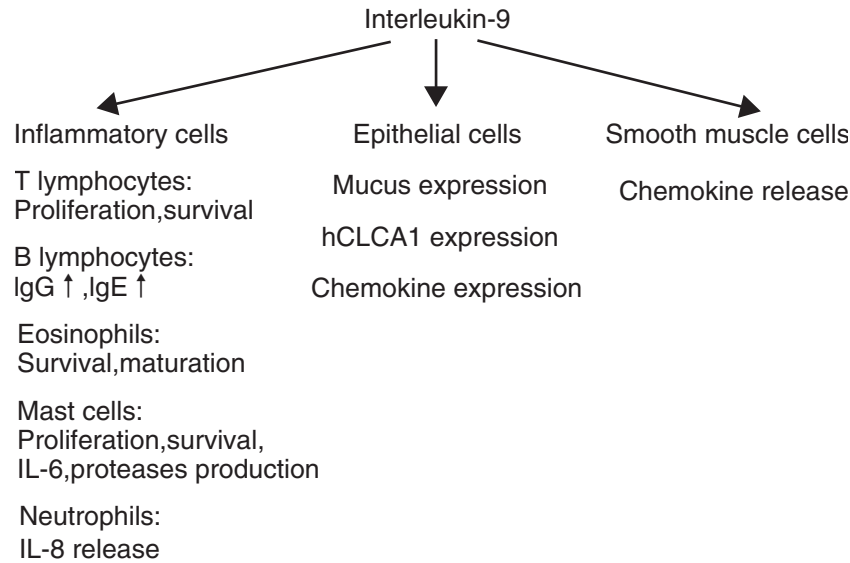 Interleukin-9
Inflammatory cells
T lymphocytes:
Proliferation,survival
B lymphocytes:
IgG ↑ ,IgE ↑
Eosinophils:
Survival,maturation
Mast cells:
Proliferation,survival,
IL-6,proteases production
Neutrophils:
IL-8 release
Epithelial cells
Mucus expression
hCLCA1 expression
Chemokine expression
Smooth muscle cells
Chemokine release